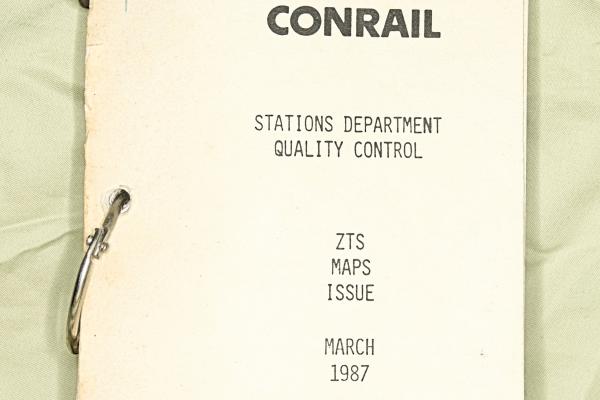 CONRAIL
STATIONS DEPARTMENT
QUALITY CONTROL
ZTS
MAPS
ISSUE
MARCH
1987